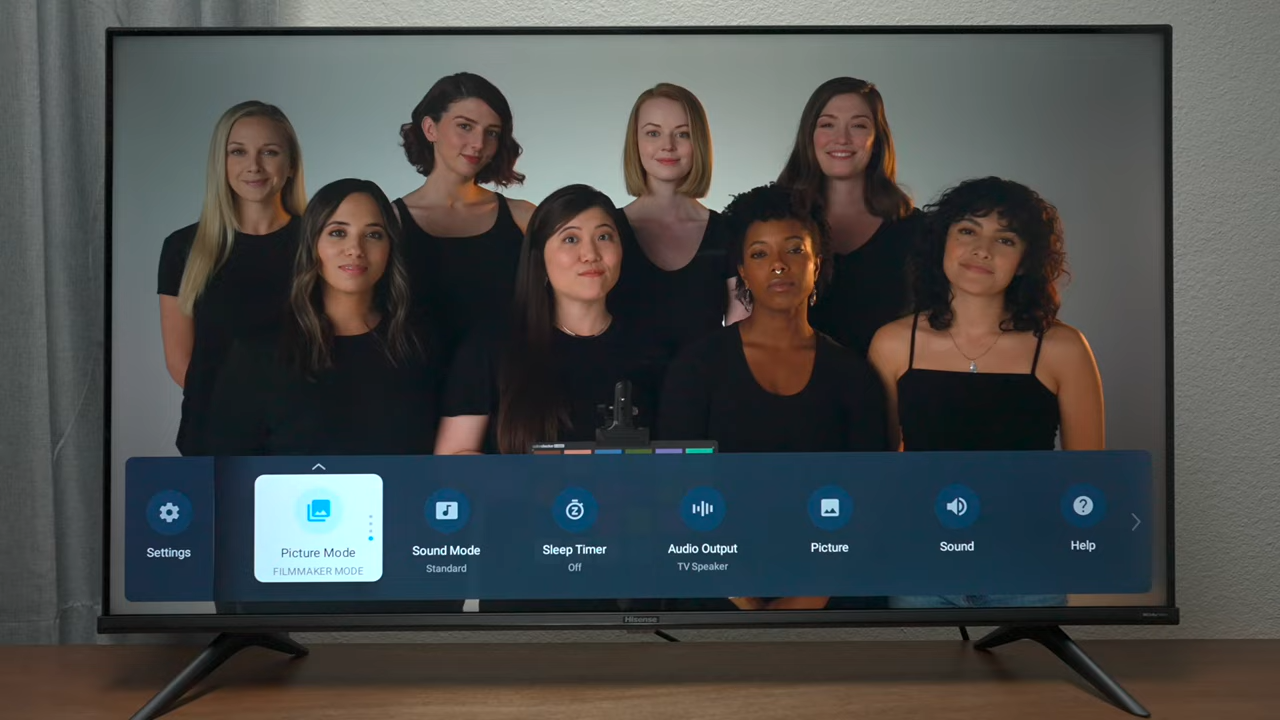 Settings
Picture Mode
FILMMAKER MODE
Sound Mode
Standard
Sleep Timer
Off
Audio Output
TV Speaker
Picture
Sound
Help
Hisense